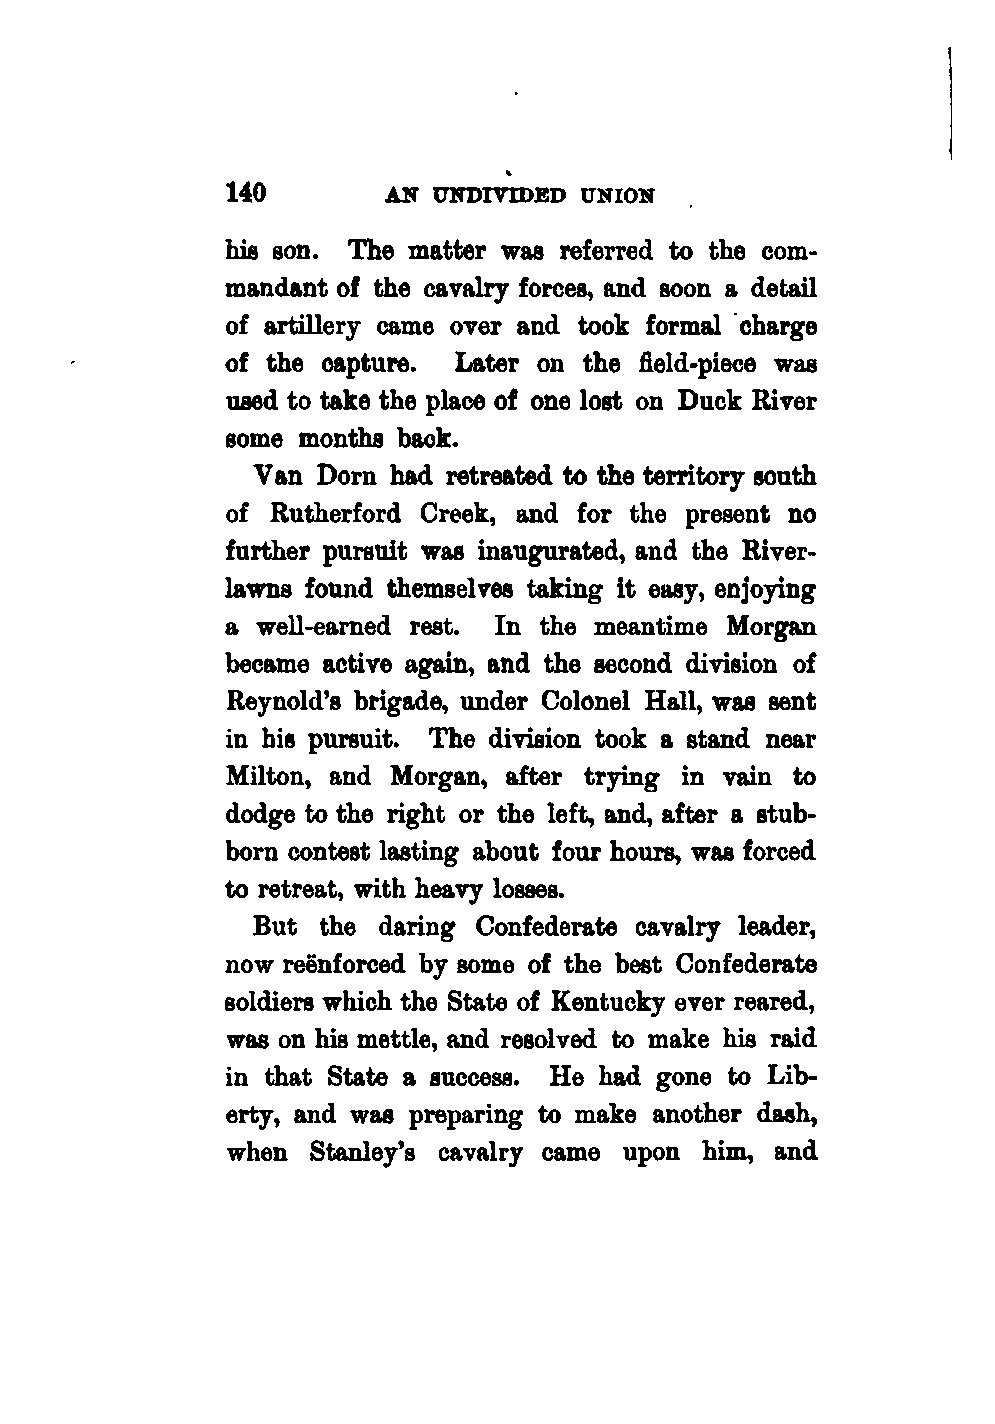 140 AN UNDIVIDED UNION
his son. The matter was referred to the com-
mandant of the cavalry forces, and soon a detail
of artillery came over and took formal charge
of the capture. Later on the field-piece was
used to take the place of one lost on Duck River
some months back.
Van Dorn had retreated to the territory south
of Rutherford Creek, and for the present no
further pursuit was inaugurated, and the River-
lawns found themselves taking it easy, enjoying
a well-earned rest. In the meantime Morgan
became active again, and the second division of
Reynold's brigade, under Colonel Hall, was sent
in his pursuit. The division took a stand near
Milton, and Morgan, after trying in vain to
dodge to the right or the left, and, after a stub-
born contest lasting about four hours, was forced
to retreat, with heavy losses.
But the daring Confederate cavalry leader,
now reënforced by some of the best Confederate
soldiers which the State of Kentucky ever reared,
was on his mettle, and resolved to make his raid
in that State a success. He had gone to Lib-
erty, and was preparing to make another dash,
when Stanley's cavalry came upon him, and